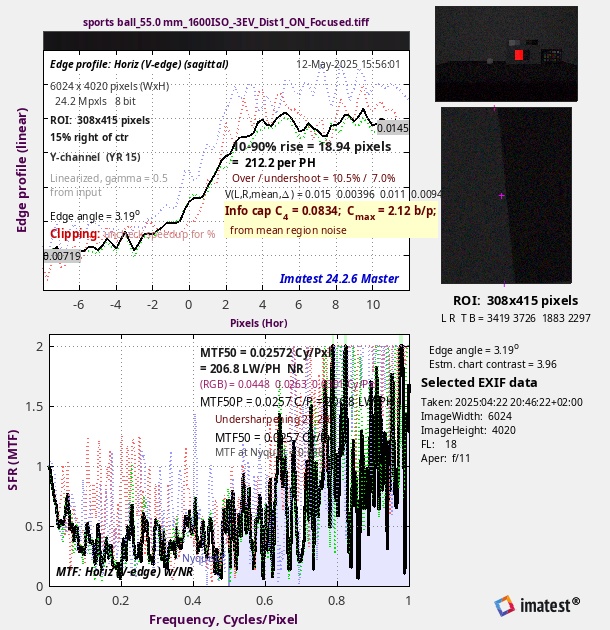 sports ball_55.0 mm_1600ISO_-3EV_Dist1_ON_Focused.tiff
Edge profile: Horiz (V-edge) (sagittal)
12-May-2025 15:56:01
6024 x 4020 pixels (WxH)
24.2 Mpxls 8 bit
ROI: 308x415 pixels
15% right of ctr
Y-channel (YR 15)
Linearized, gamma = 0.5
from input
Edge angle = 3.19°
Clipping:
0.0145
10-90% rise = 18.94 pixels
= 212.2 per PH
Over / undershoot = 10.5% / 7.0%
V(L,R,mean,Δ) = 0.015 0.00396 0.011 0.0094
Info cap C4 = 0.0834; Cmax = 2.12 b/p;
from mean region noise
0.00719
Imatest 24.2.6 Master
Edge profile (linear)
-6 -4 -2 0 2 4 6 8 10
Pixels (Hor)
ROI: 308x415 pixels
L R T B = 3419 3726 1883 2297
Edge angle = 3.19°
Estm. chart contrast = 3.96
Selected EXIF data
Taken: 2025:04:22 20:46:22+02:00
ImageWidth: 6024
ImageHeight: 4020
FL: 18
Aper: f/11
MTF50 = 0.02572 Cy/Pxl
= 206.8 LW/PH NR
(RGB) = 0.0448 0.0263
MTF50P = 0.0257 C/P
Undersharpening
MTF50 = 0.0257
MTF at Nyquist
Nyquist
MTF: Horiz (V-edge) w/NR
SFR (MTF)
2
1.5
1
0.5
0
0 0.2 0.4 0.6 0.8 1
Frequency, Cycles/Pixel
imatest®